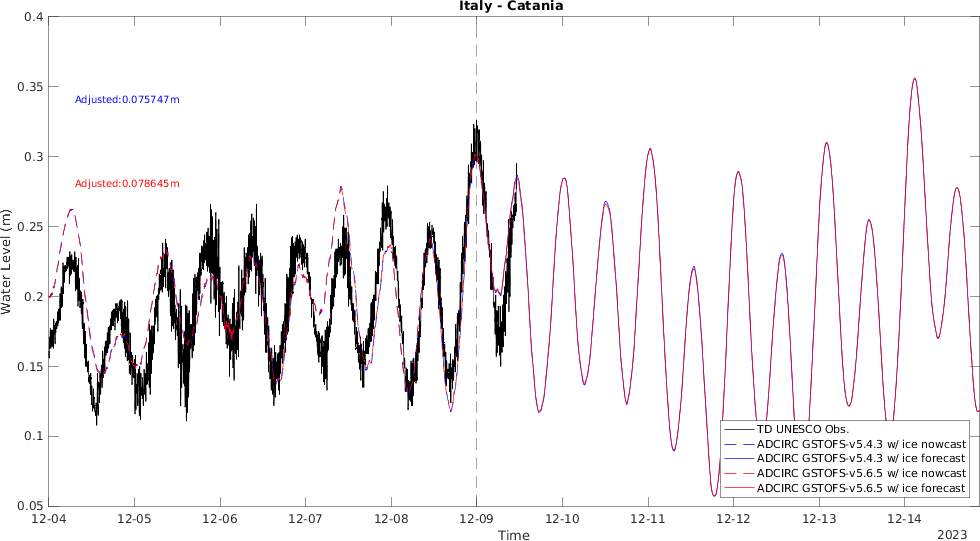 Italy - Catania
0.4
0.35
0.3
0.25
0.2
0.15
0.1
0.05
Water Level (m)
Adjusted:0.075747m
Adjusted:0.078645m
TD UNESCO Obs.
ADCIRC GSTOFS-v5.4.3 w/ ice nowcast
ADCIRC GSTOFS-v5.4.3 w/ ice forecast
ADCIRC GSTOFS-v5.6.5 w/ ice nowcast
ADCIRC GSTOFS-v5.6.5 w/ ice forecast
12-04 12-05 12-06 12-07 12-08 12-09 12-10 12-11 12-12 12-13 12-14
Time
2023